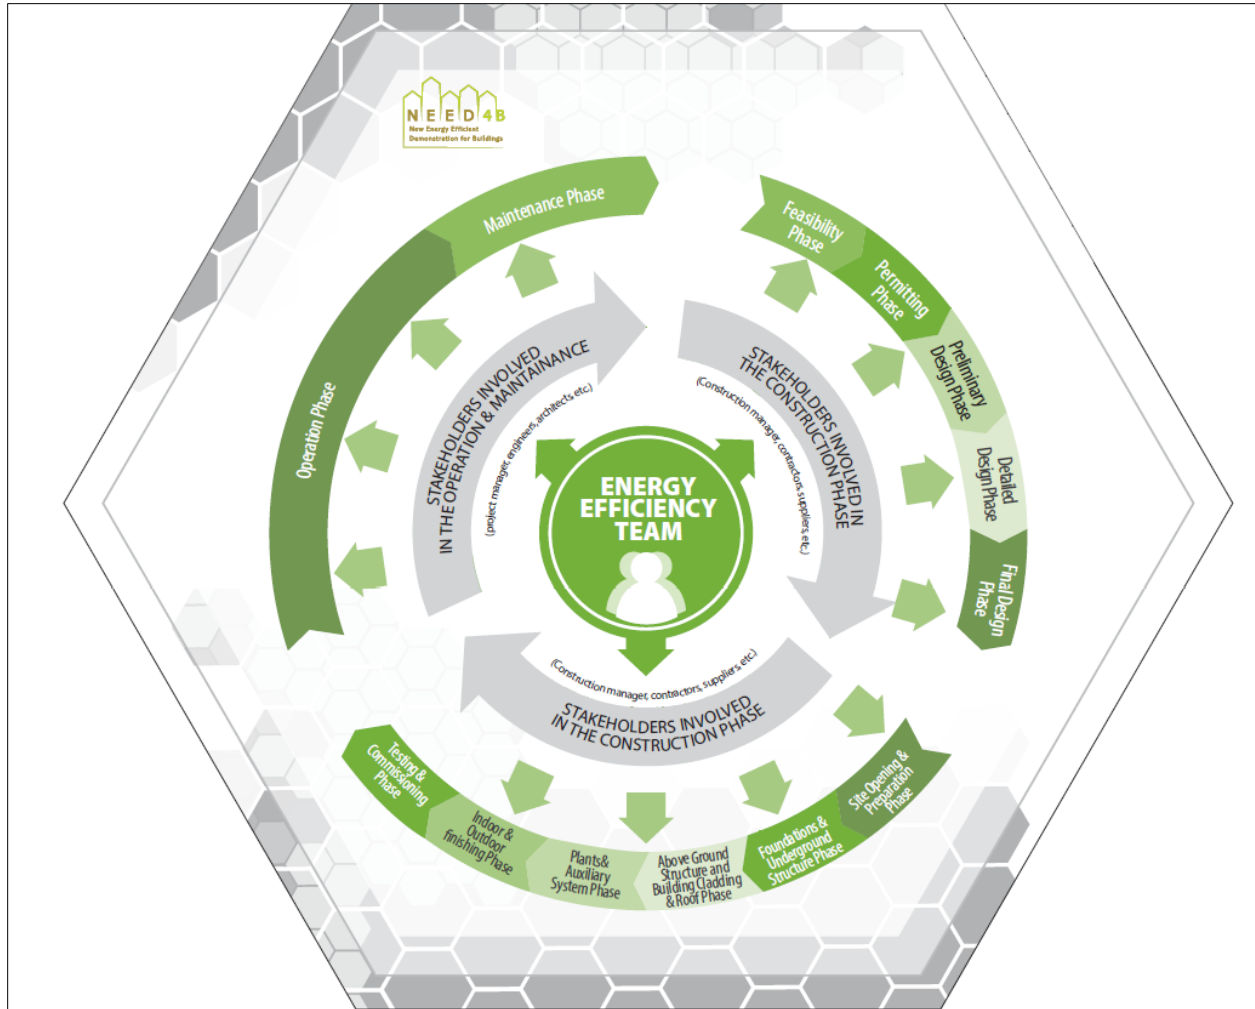 NEED4B
New Energy Efficient
Demonstration for Buildings
Maintenance Phase
Operation Phase
Feasibility
Phase
Permitting
Phase
Preliminary
Design Phase
Detailed
Design Phase
Final Design
Phase
STAKEHOLDERS INVOLVED
IN THE OPERATION & MAINTAINANCE
(project manager, engineers, architects etc.)
STAKEHOLDERS INVOLVED IN
THE CONSTRUCTION PHASE
(Construction manager, contractors, suppliers, etc.)
ENERGY
EFFICIENCY
TEAM
(Construction manager, contractors, suppliers, etc.)
STAKEHOLDERS INVOLVED
IN THE CONSTRUCTION PHASE
Site Opening &
Preparation
Phase
Foundations &
Underground
Structure Phase
Above Ground
Structure and
Building Cladding
& Roof Phase
Plants&
Auxiliary
System Phase
Indoor &
Outdoor
finishing Phase
Testing &
Commissioning
Phase